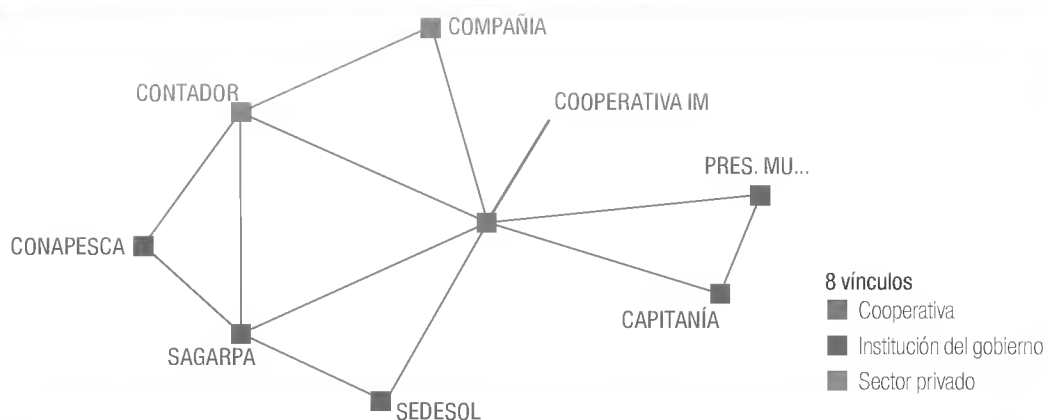 COMPAÑIA
CONTADOR
COOPERATIVA IM
PRES. MU...
CONAPESCA
CAPITANÍA
SAGARPA
SEDESOL
8 vínculos
Cooperativa
Institución del gobierno
Sector privado